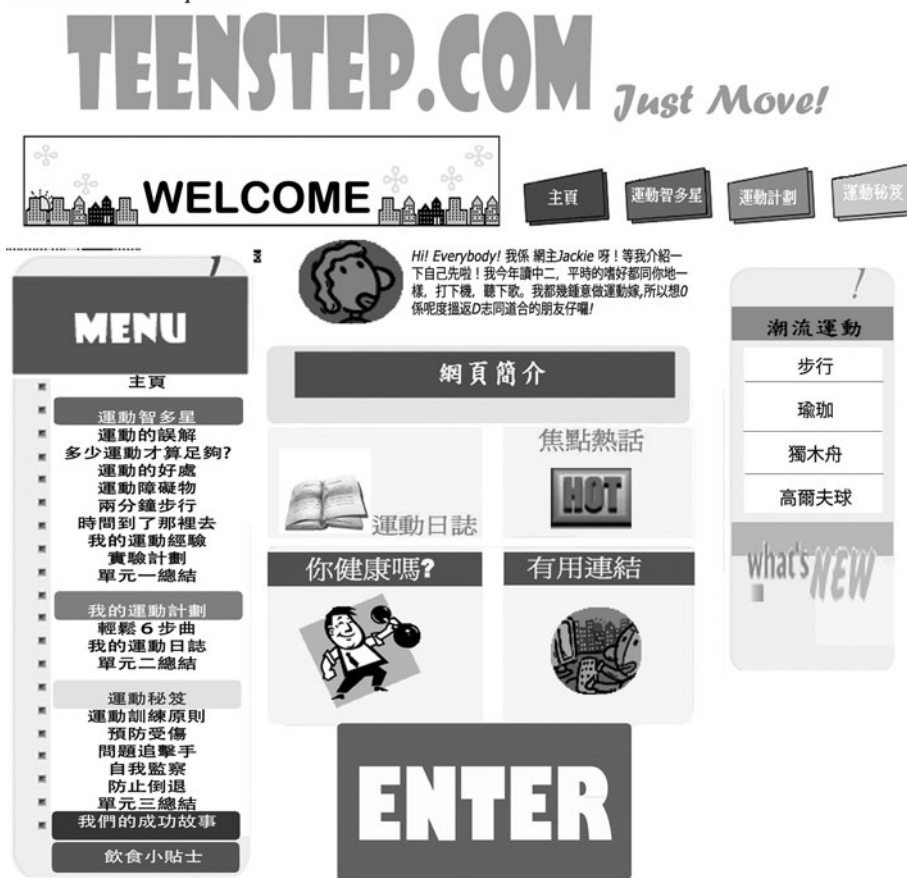 TEENSTEP.COM
Just Move!
WELCOME
主頁
運動智多星
運動計劃
運動秘笈
Hi! Everybody! 我係 網主Jackie 呀！等我介紹一
下自己先啦！我今年讀中二，平時的嗜好都同你地一
樣，打下機，聽下歌。我都幾鍾意做運動嫁,所以想0
係呢度搵返D志同道合的朋友仔囉!
MENU
主頁
運動智多星
運動的誤解
多少運動才算足夠?
運動的好處
運動障礙物
兩分鐘步行
時間到了那裡去
我的運動經驗
實驗計劃
單元一總結
我的運動計劃
輕鬆６步曲
我的運動日誌
單元二總結
運動秘笈
運動訓練原則
預防受傷
問題追擊手
自我監察
防止倒退
單元三總結
我們的成功故事
飲食小貼士
網頁簡介
運動日誌
焦點熱話
HOT
你健康嗎?
有用連結
ENTER
潮流運動
步行
瑜珈
獨木舟
高爾夫球
what's NEW